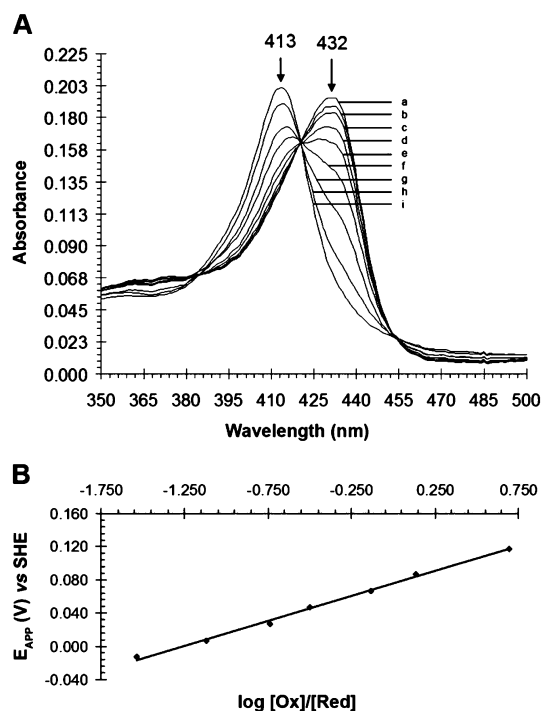 A
413 432
0.225
0.203
0.180
0.158
0.135
0.113
0.090
0.068
0.045
0.023
0.000
Absorbance
a
b
c
d
e
f
g
h
i
350 365 380 395 410 425 440 455 470 485 500
Wavelength (nm)
B
-1.750 -1.250 -0.750 -0.250 0.250 0.750
0.160
0.120
0.080
0.040
0.000
-0.040
EAPP (V) vs SHE
log [Ox]/[Red]